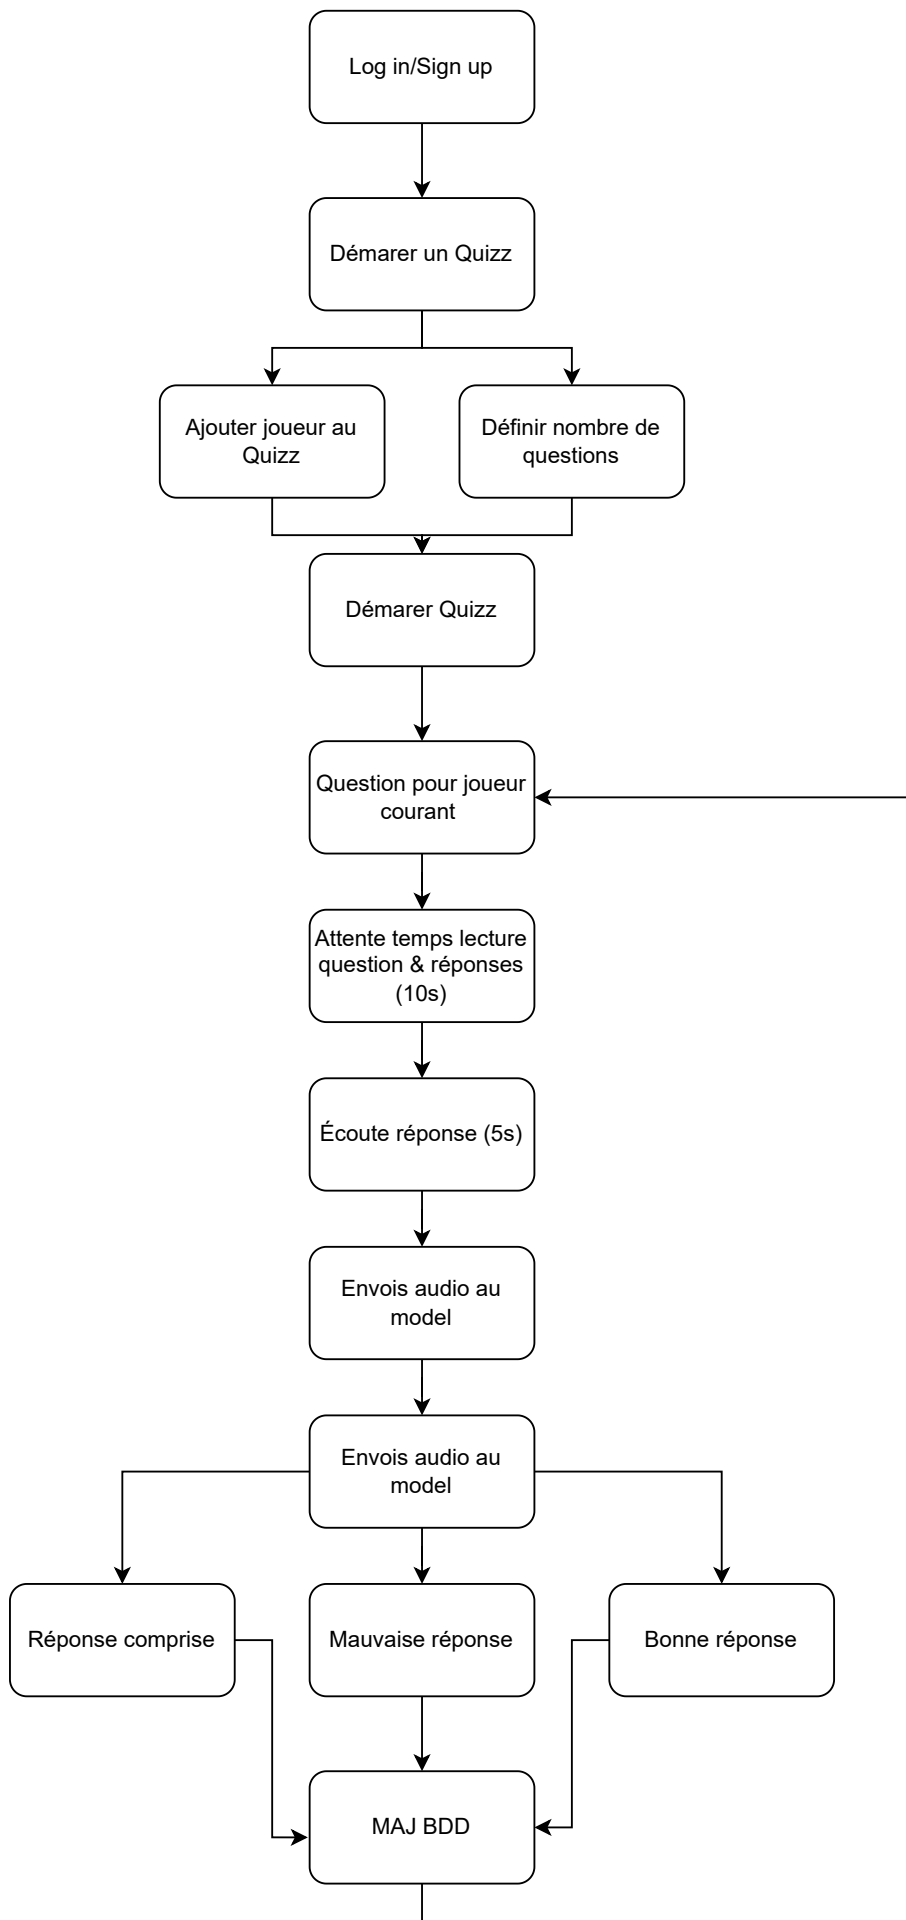 Log in/Sign up
Démarer un Quizz
Ajouter joueur au
Quizz
Définir nombre de
questions
Démarer Quizz
Question pour joueur
courant
Attente temps lecture
question & réponses
(10s)
Écoute réponse (5s)
Envois audio au
model
Envois audio au
model
Réponse comprise
Mauvaise réponse
Bonne réponse
MAJ BDD